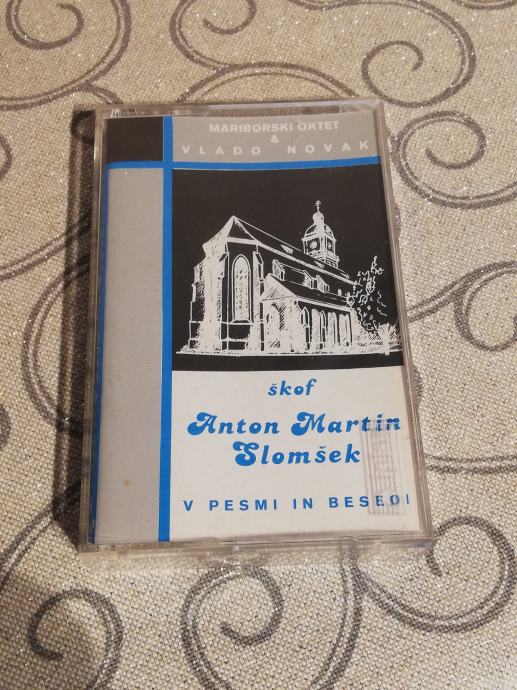 MARIBORSKI OKTET
&
VLADO NOVAK
škof
Anton Martin
Slomšek
V PESMI IN BESEDI